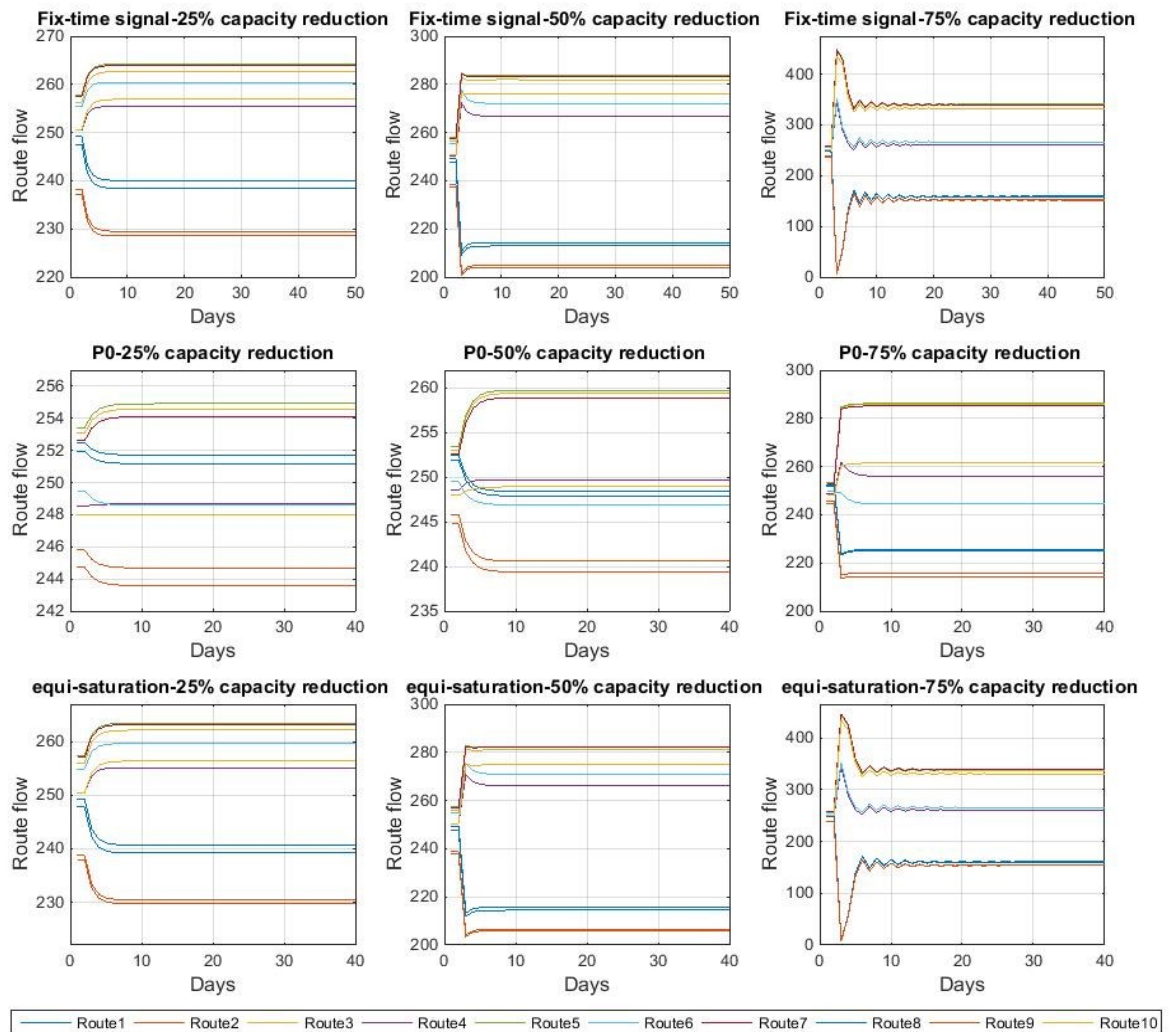 Fix-time signal-25% capacity reduction
270
260
250
240
230
220
Route flow
0 10 20 30 40 50
Days
Fix-time signal-50% capacity reduction
300
280
260
240
220
200
Route flow
0 10 20 30 40 50
Days
Fix-time signal-75% capacity reduction
400
300
200
100
0
Route flow
0 10 20 30 40 50
Days
P0-25% capacity reduction
256
254
252
250
248
246
244
242
Route flow
0 10 20 30 40
Days
P0-50% capacity reduction
260
255
250
245
240
235
Route flow
0 10 20 30 40
Days
P0-75% capacity reduction
300
280
260
240
220
200
Route flow
0 10 20 30 40
Days
equi-saturation-25% capacity reduction
260
250
240
230
Route flow
0 10 20 30 40
Days
equi-saturation-50% capacity reduction
300
280
260
240
220
200
Route flow
0 10 20 30 40
Days
equi-saturation-75% capacity reduction
400
300
200
100
0
Route flow
0 10 20 30 40
Days
Route1 Route2 Route3 Route4 Route5 Route6 Route7 Route8 Route9 Route10